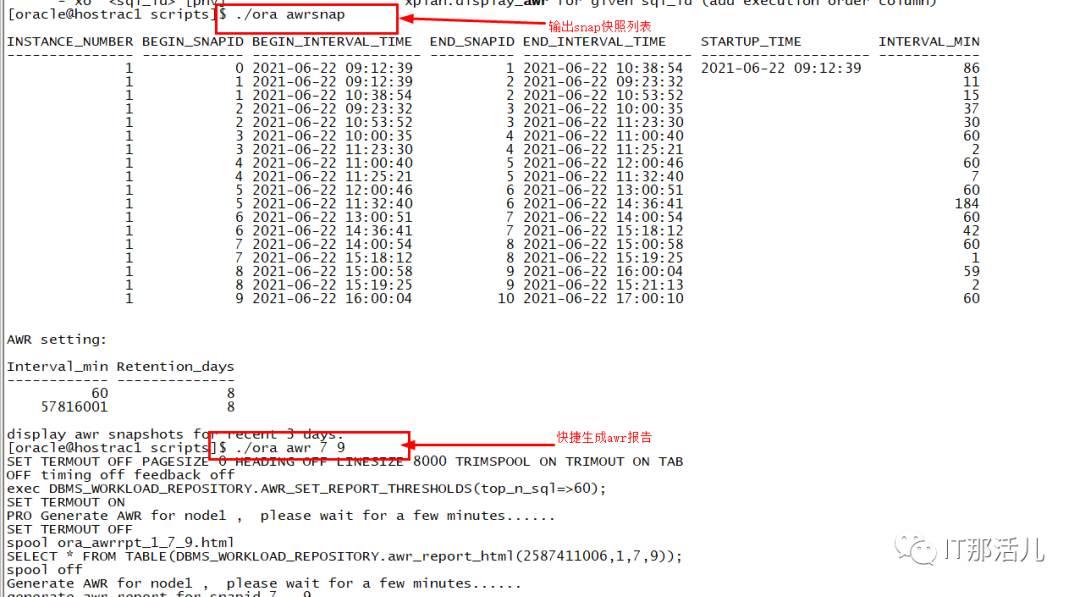 - xo <sql_id> [phv] xplan.display_awr for given sql_id (add execution order column)
[oracle@hostrac1 scripts]$ ./ora awrsnap
输出snap快照列表
INSTANCE_NUMBER BEGIN_SNAPID BEGIN_INTERVAL_TIME END_SNAPID END_INTERVAL_TIME STARTUP_TIME INTERVAL_MIN
1 0 2021-06-22 09:12:39 1 2021-06-22 10:38:54 2021-06-22 09:12:39 86
1 1 2021-06-22 09:12:39 2 2021-06-22 09:23:32 11
1 1 2021-06-22 10:38:54 2 2021-06-22 10:53:52 15
1 2 2021-06-22 09:23:32 3 2021-06-22 10:00:35 37
1 2 2021-06-22 10:53:52 3 2021-06-22 11:23:30 30
1 3 2021-06-22 10:00:35 4 2021-06-22 11:00:40 60
1 3 2021-06-22 11:23:30 4 2021-06-22 11:25:21 2
1 4 2021-06-22 11:00:40 5 2021-06-22 12:00:46 60
1 4 2021-06-22 11:25:21 5 2021-06-22 11:32:40 7
1 5 2021-06-22 12:00:46 6 2021-06-22 13:00:51 60
1 5 2021-06-22 11:32:40 6 2021-06-22 14:36:41 184
1 6 2021-06-22 13:00:51 7 2021-06-22 14:00:54 60
1 6 2021-06-22 14:36:41 7 2021-06-22 15:18:12 42
1 7 2021-06-22 14:00:54 8 2021-06-22 15:00:58 60
1 7 2021-06-22 15:18:12 8 2021-06-22 15:19:25 1
1 8 2021-06-22 15:00:58 9 2021-06-22 16:00:04 59
1 8 2021-06-22 15:19:25 9 2021-06-22 15:21:13 2
1 9 2021-06-22 16:00:04 10 2021-06-22 17:00:10 60
AWR setting:
Interval_min Retention_days
60 8
57816001 8
display awr snapshots for recent 3 days.
[oracle@hostrac1 scripts]$ ./ora awr 7 9
快捷生成awr报告
SET TERMOUT OFF PAGESIZE 0 HEADING OFF LINESIZE 8000 TRIMSPOOL ON TRIMOUT ON TAB
OFF timing off feedback off
exec DBMS_WORKLOAD_REPOSITORY.AWR_SET_REPORT_THRESHOLDS(top_n_sql=>60);
SET TERMOUT ON
PRO Generate AWR for node1 , please wait for a few minutes......
SET TERMOUT OFF
spool ora_awrrpt_1_7_9.html
SELECT * FROM TABLE(DBMS_WORKLOAD_REPOSITORY.awr_report_html(2587411006,1,7,9));
spool off
Generate AWR for node1 , please wait for a few minutes......
generate awr report for snapid 7 9
IT那活儿